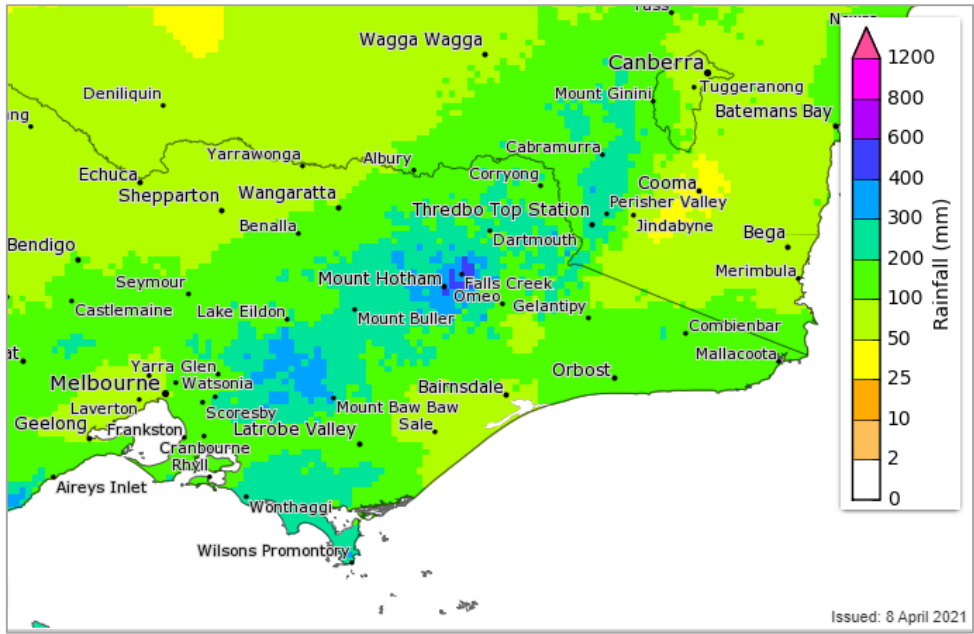 Wagga Wagga
Canberra
Deniliquin
Mount Ginini
Tuggeranong
Batemans Bay
Yarrawonga
Albury
Cabramurra
Echuca
Corryong
Shepparton
Wangaratta
Cooma
Thredbo Top Station
Perisher Valley
Benalla
Dartmouth
Jindabyne
Bendigo
Bega
Merimbula
Seymour
Mount Hotham
Falls Creek
Omeo
Castlemaine
Lake Eildon
Mount Buller
Gelantipy
Combienbar
Mallacoota
Yarra Glen
Orbost
Melbourne
Watsonia
Bairnsdale
Laverton
Scoresby
Mount Baw Baw
Geelong
Frankston
Latrobe Valley
Sale
Cranbourne
Rhyll
Aireys Inlet
Wonthaggi
Wilsons Promontory
1200
800
600
400
300
200
100
50
25
10
2
0
Rainfall (mm)
Issued: 8 April 2021